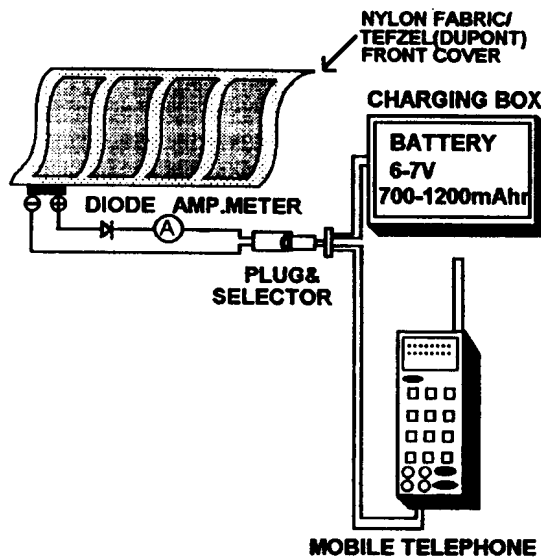 NYLON FABRIC/
TEFZEL(DUPONT)
FRONT COVER
CHARGING BOX
BATTERY
6-7V
700-1200mAhr
⊖ ⊕ DIODE AMP.METER
A
PLUG&
SELECTOR
MOBILE TELEPHONE